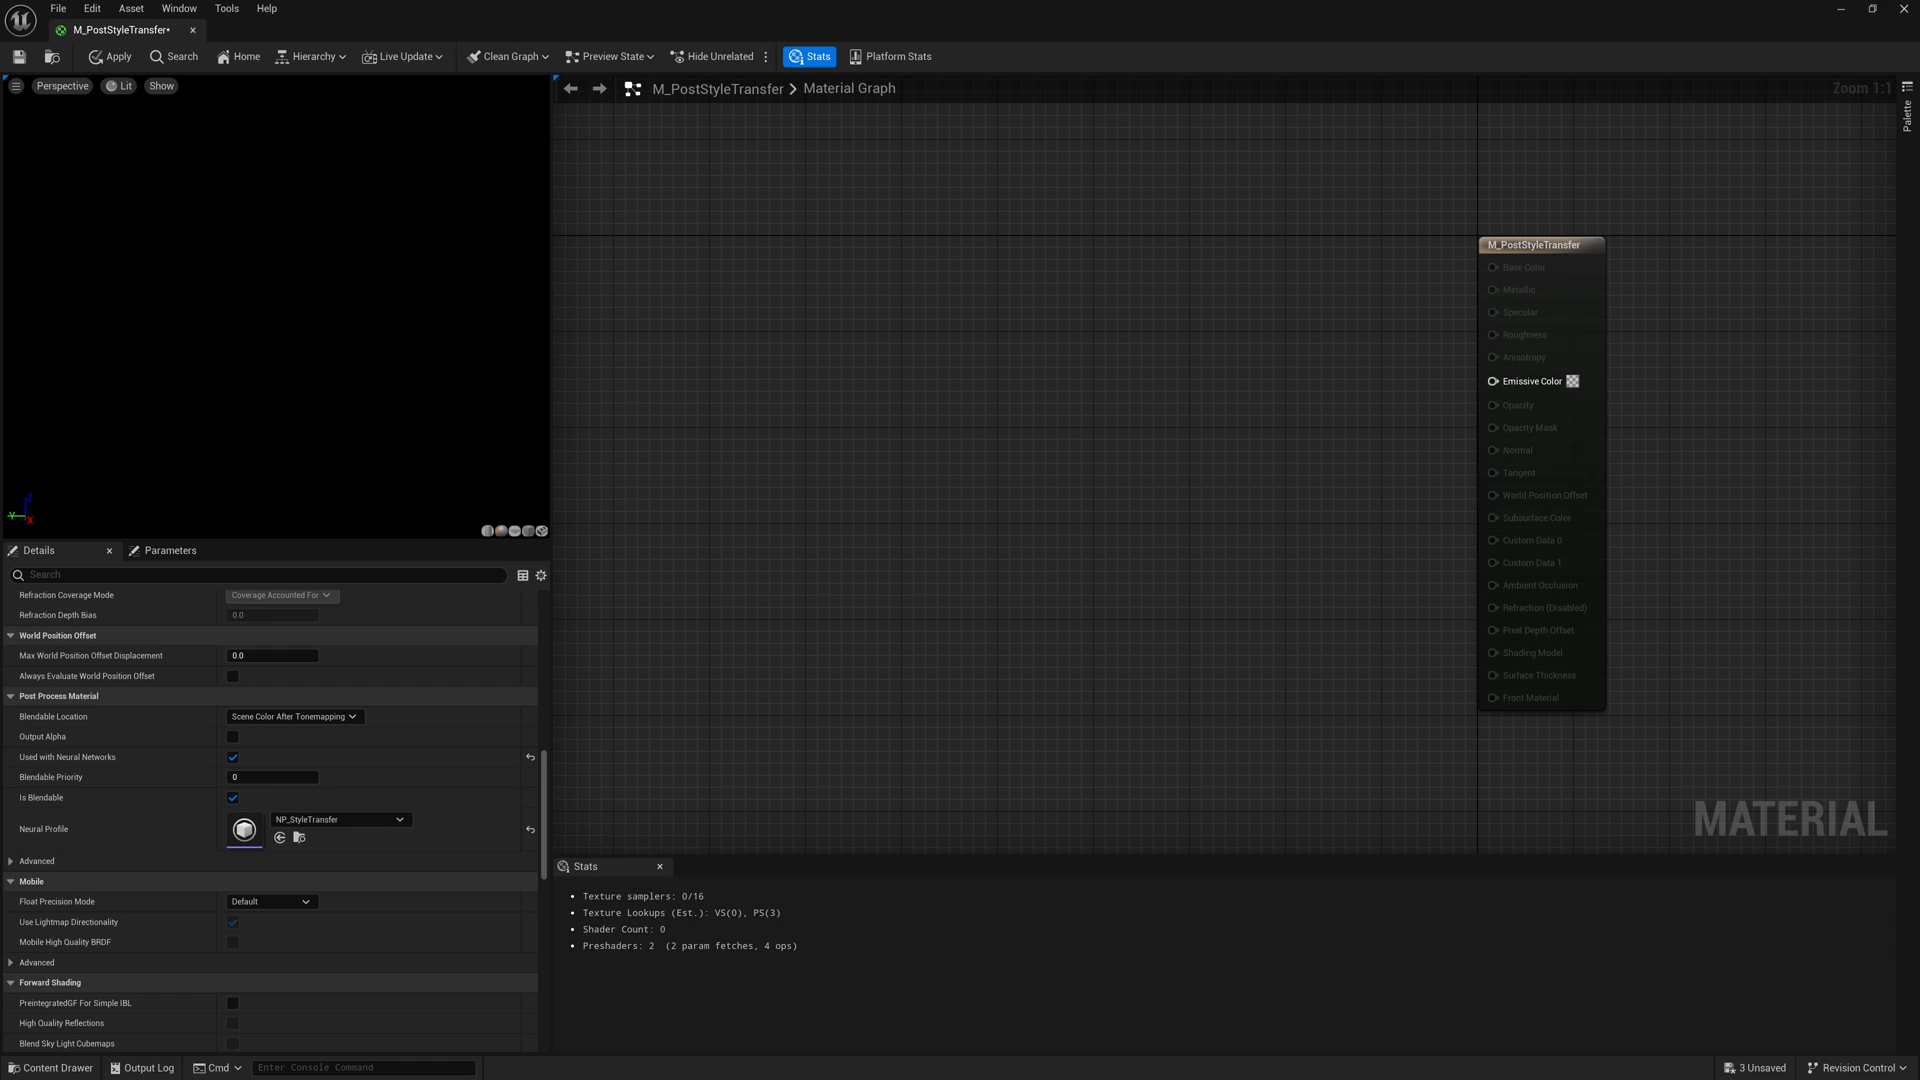 File Edit Asset Window Tools Help
M_PostStyleTransfer*
Apply Search Home Hierarchy Live Update Clean Graph Preview State Hide Unrelated Stats Platform Stats
Perspective Lit Show
M_PostStyleTransfer Material Graph
Zoom 1:1
Palette
M_PostStyleTransfer
Base Color
Metallic
Specular
Roughness
Anisotropy
Emissive Color
Opacity
Opacity Mask
Normal
Tangent
World Position Offset
Subsurface Color
Custom Data 0
Custom Data 1
Ambient Occlusion
Refraction (Disabled)
Pixel Depth Offset
Shading Model
Surface Thickness
Front Material
MATERIAL
Z
Y
X
Details Parameters
Search
Refraction Coverage Mode Coverage Accounted For
Refraction Depth Bias 0.0
World Position Offset
Max World Position Offset Displacement 0.0
Always Evaluate World Position Offset
Post Process Material
Blendable Location Scene Color After Tonemapping
Output Alpha
Used with Neural Networks
Blendable Priority 0
Is Blendable
Neural Profile NP_StyleTransfer
Advanced
Mobile
Float Precision Mode Default
Use Lightmap Directionality
Mobile High Quality BRDF
Advanced
Forward Shading
PreintegratedGF For Simple IBL
High Quality Reflections
Blend Sky Light Cubemaps
Stats
Texture samplers: 0/16
Texture Lookups (Est.): VS(0), PS(3)
Shader Count: 0
Preshaders: 2 (2 param fetches, 4 ops)
Content Drawer Output Log Cmd Enter Console Command 3 Unsaved Revision Control